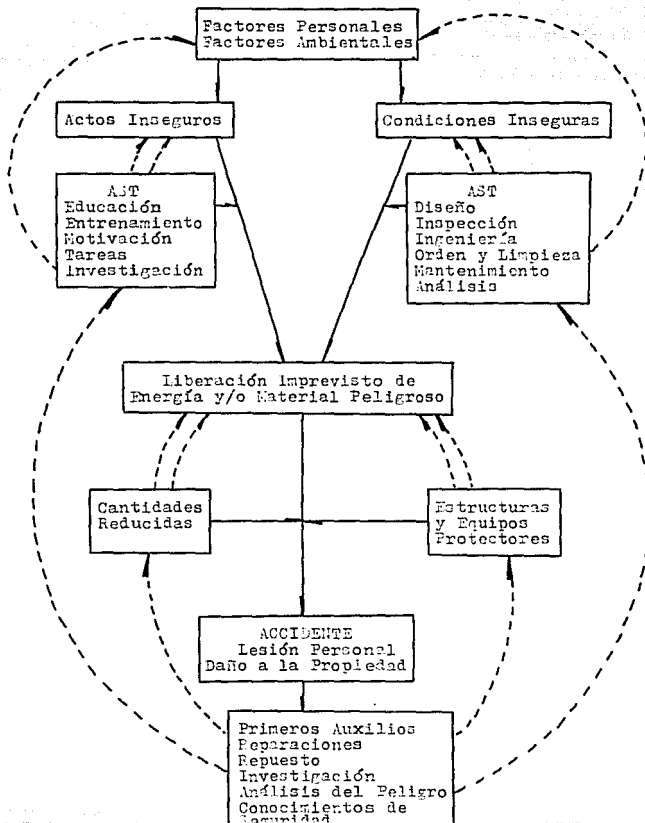 Factores Personales
Factores Ambientales
Actos Inseguros
Condiciones Inseguras
AST
Educación
Entrenamiento
Motivación
Tareas
Investigación
AST
Diseño
Inspección
Ingeniería
Orden y Limpieza
Mantenimiento
Análisis
Liberación Imprevisto de
Energía y/o Material Peligroso
Cantidades
Reducidas
Estructuras
y Equipos
Protectores
ACCIDENTE
Lesión Personal
Daño a la Propiedad
Primeros Auxilios
Reparaciones
Repuesto
Investigación
Análisis del Peligro
Conocimientos de
Seguridad